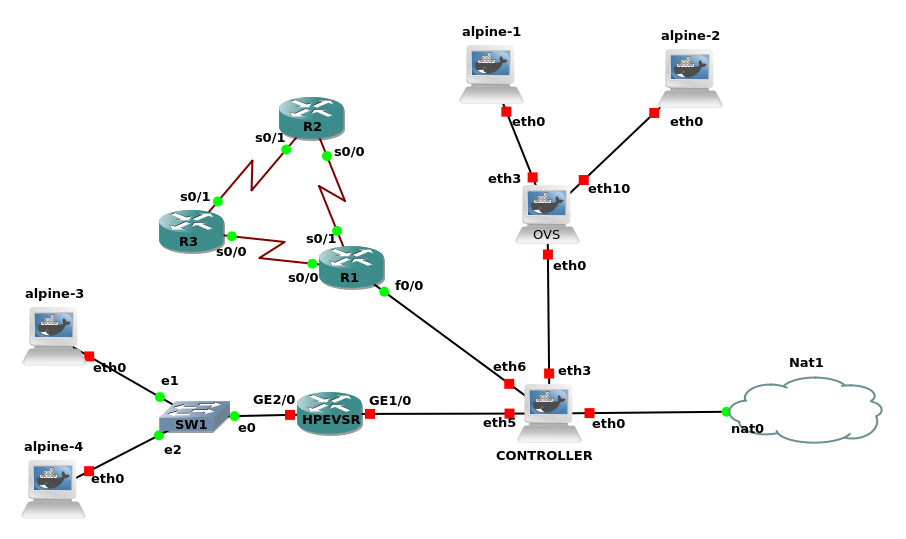 alpine-1
alpine-2
R2
s0/1
s0/0
eth0
eth0
eth3
eth10
s0/1
R3
s0/0
s0/1
OVS
eth0
s0/0
R1
f0/0
alpine-3
eth0
e1
eth6
eth3
Nat1
GE2/0
GE1/0
HPEVSR
SW1
e0
eth5
eth0
nat0
e2
alpine-4
eth0
CONTROLLER